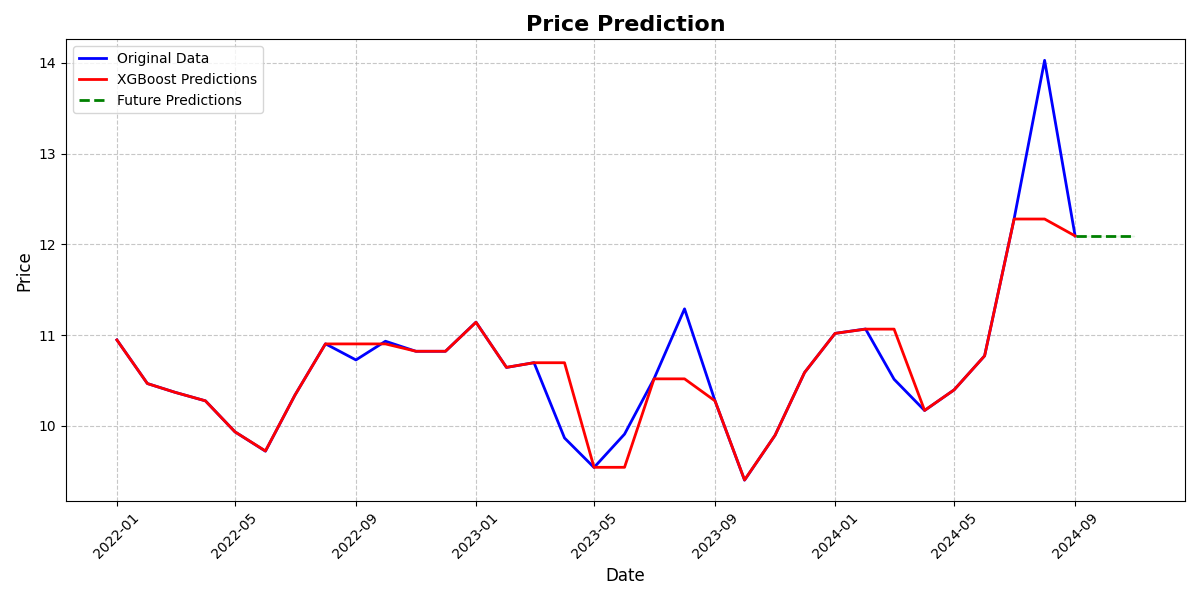 Price Prediction
Original Data
XGBoost Predictions
Future Predictions
Price
14
13
12
11
10
2022-01
2022-05
2022-09
2023-01
2023-05
2023-09
2024-01
2024-05
2024-09
Date